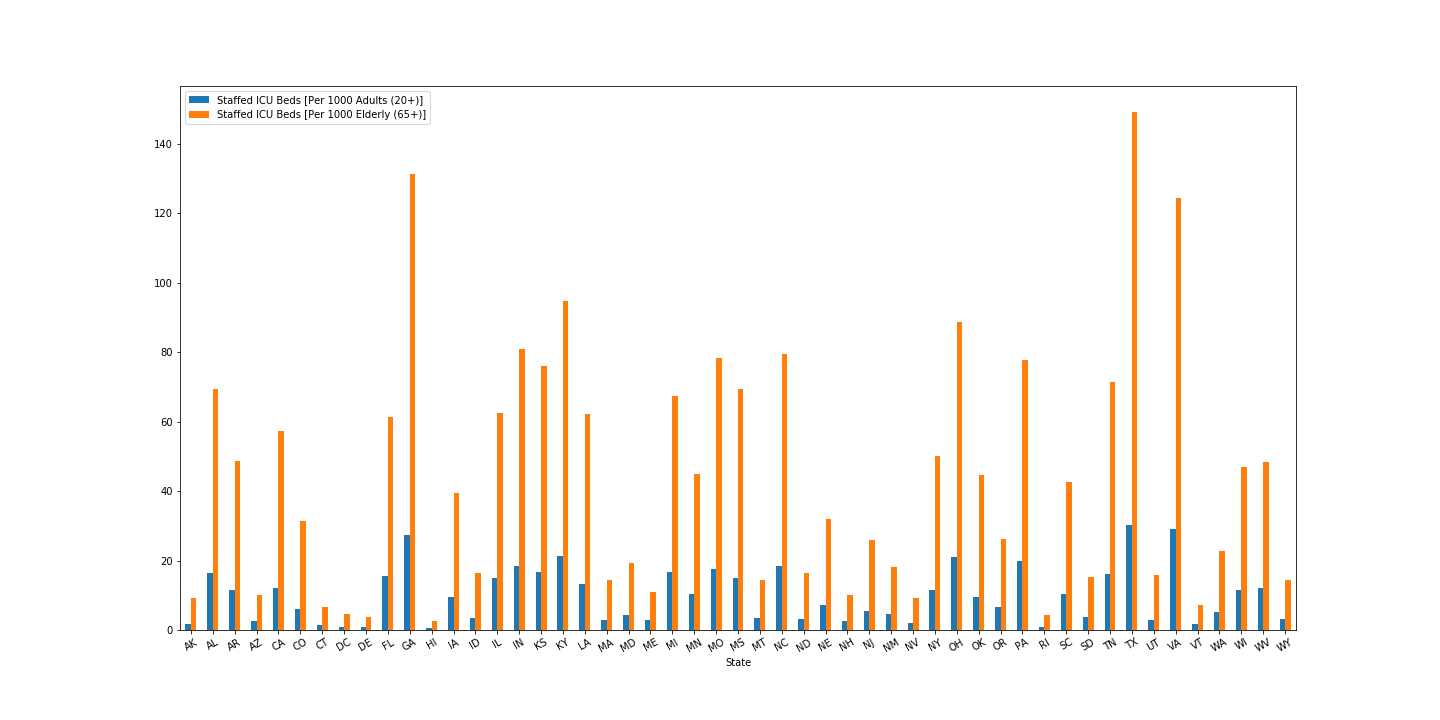 Staffed ICU Beds [Per 1000 Adults (20+)]
Staffed ICU Beds [Per 1000 Elderly (65+)]
140
120
100
80
60
40
20
0
AK AL AR AZ CA CO CT DC DE FL GA HI IA ID IL IN KS KY LA MA MD ME MI MN MO MS MT NC ND NE NH NJ NM NV NY OH OK OR PA RI SC SD TN TX UT VA VT WA WI WV WY
State